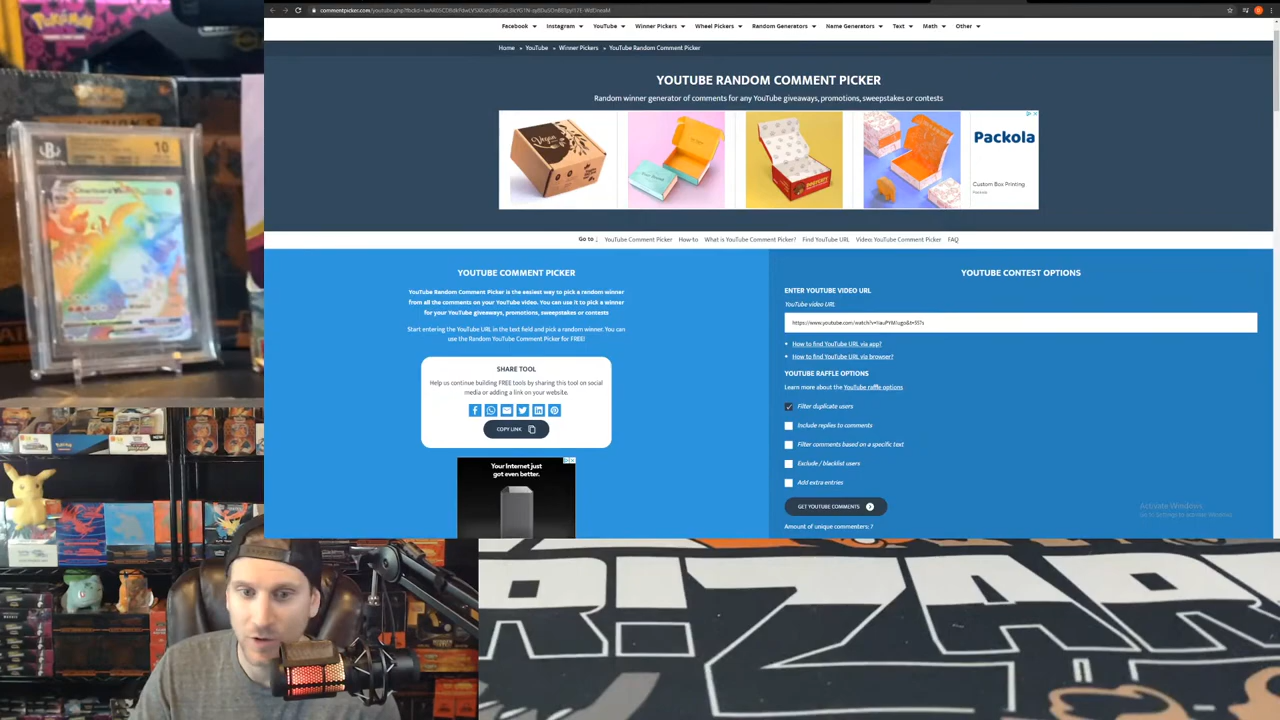 Facebook Instagram YouTube Winner Pickers Wheel Pickers Random Generators Name Generators Text Math Other
Home » YouTube » Winner Pickers » YouTube Random Comment Picker
YOUTUBE RANDOM COMMENT PICKER
Random winner generator of comments for any YouTube giveaways, promotions, sweepstakes or contests
Packola
Custom Box Printing
Packola
10
Go to ↓ YouTube Comment Picker How-to What is YouTube Comment Picker? Find YouTube URL Video: YouTube Comment Picker FAQ
YOUTUBE COMMENT PICKER
YouTube Random Comment Picker is the easiest way to pick a random winner
from all the comments on your YouTube video. You can use it to pick a winner
for your YouTube giveaways, promotions, sweepstakes or contests
Start entering the YouTube URL in the text field and pick a random winner. You can
use the Random YouTube Comment Picker for FREE!
SHARE TOOL
Help us continue building FREE tools by sharing this tool on social
media or adding a link on your website.
COPY LINK
Your Internet just
got even better.
YOUTUBE CONTEST OPTIONS
ENTER YOUTUBE VIDEO URL
YouTube video URL
How to find YouTube URL via app?
How to find YouTube URL via browser?
YOUTUBE RAFFLE OPTIONS
Learn more about the YouTube raffle options
Filter duplicate users
Include replies to comments
Filter comments based on a specific text
Exclude / blacklist users
Add extra entries
GET YOUTUBE COMMENTS
Amount of unique commenters: 7
Activate Windows
Go to Settings to activate Windows.
RIZAR